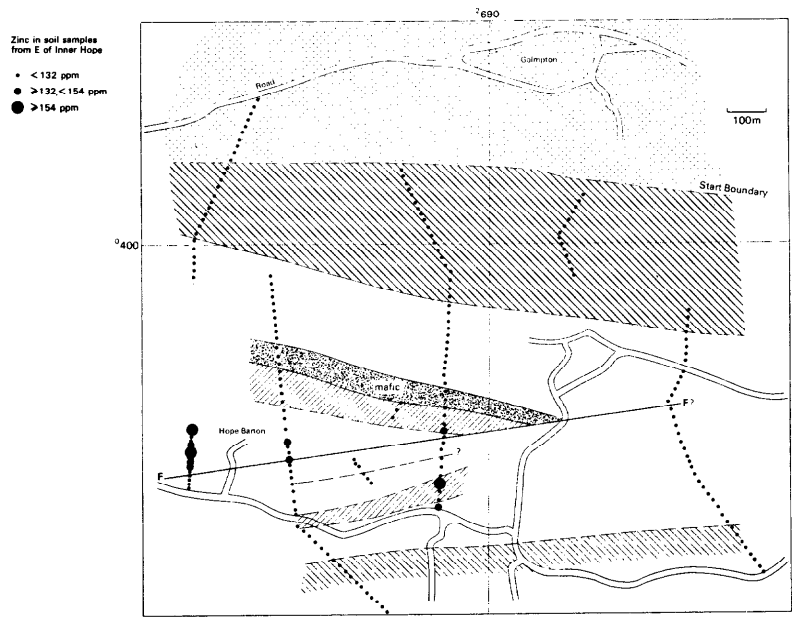 Zinc in soil samples
from E of Inner Hope
< 132 ppm
⩾132,< 154 ppm
⩾154 ppm
²690
Galmpton
Road
100m
Start Boundary
⁰400
mafic
F?
Hope Barton
?
F